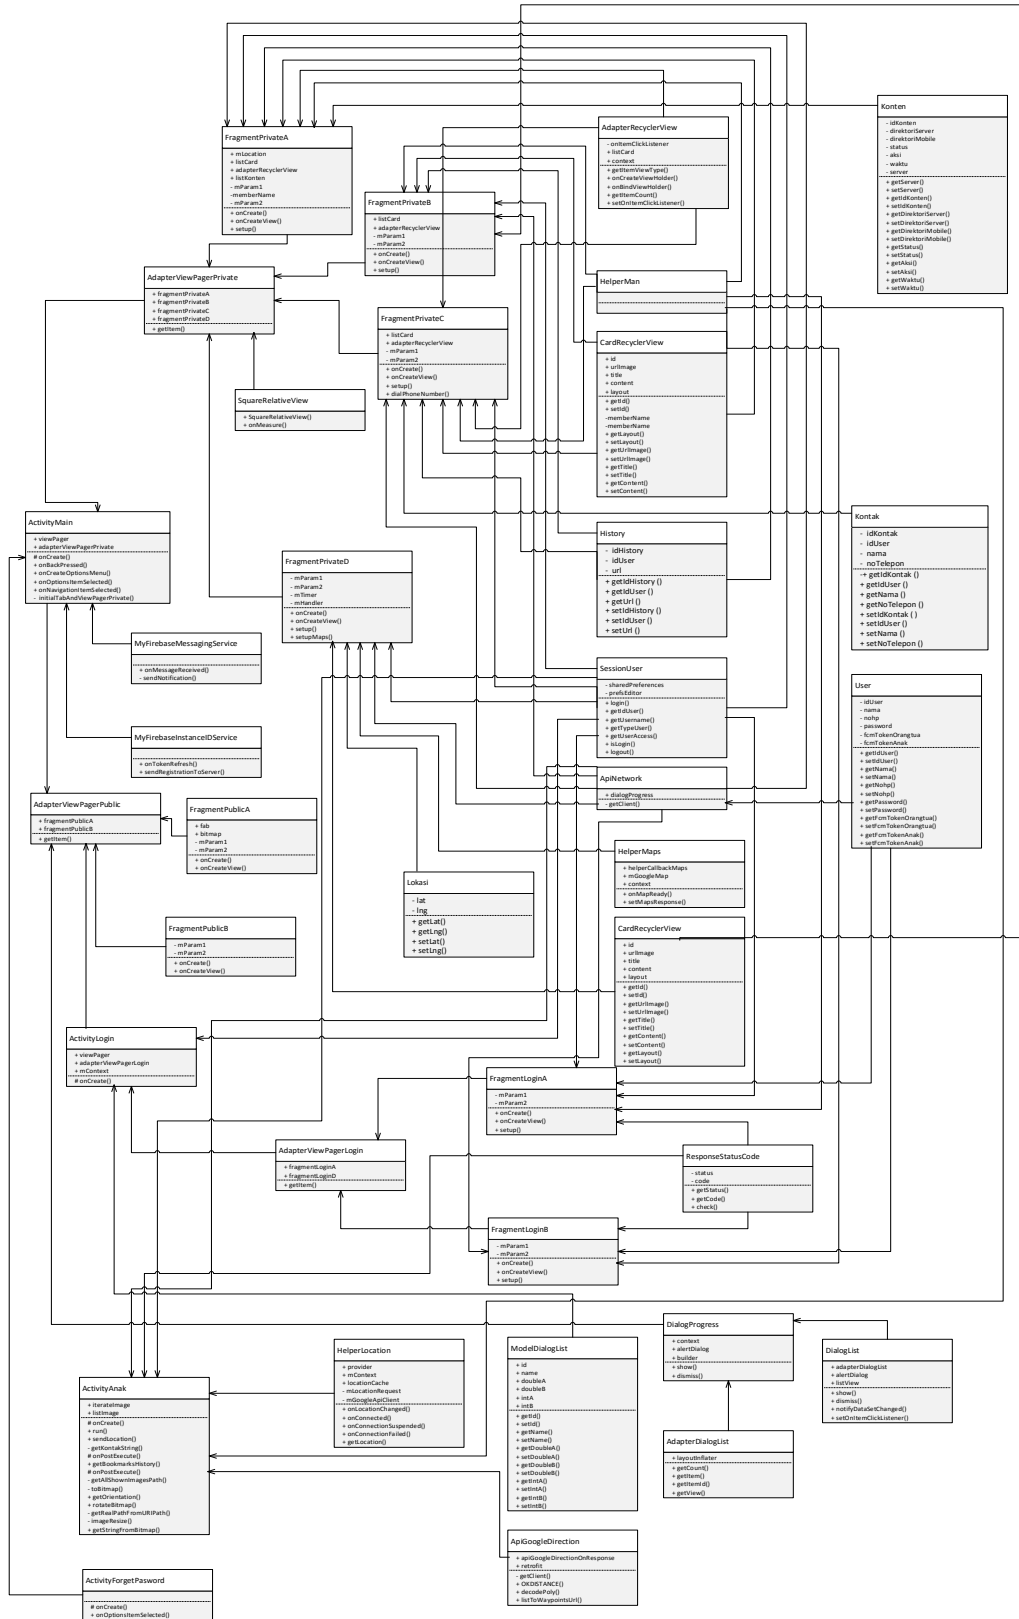 Konten
- idKonten
- direktoriServer
- direktoriMobile
- status
- aksi
- waktu
- server
+ getServer()
+ setServer()
+ getIdKonten()
+ setIdKonten()
+ getDirektoriServer()
+ setDirektoriServer()
+ getDirektoriMobile()
+ setDirektoriMobile()
+ getStatus()
+ setStatus()
+ getAksi()
+ setAksi()
+ getWaktu()
+ setWaktu()
FragmentPrivateA
+ mLocation
+ listCard
+ adapterRecyclerView
+ listKonten
- mParam1
-memberName
- mParam2
+ onCreate()
+ onCreateView()
+ setup()
AdapterRecyclerView
- onItemClickListener
+ listCard
+ context
+ getItemViewType()
+ onCreateViewHolder()
+ onBindViewHolder()
+ getItemCount()
+ setOnItemClickListener()
FragmentPrivateB
+ listCard
+ adapterRecyclerView
- mParam1
- mParam2
+ onCreate()
+ onCreateView()
+ setup()
AdapterViewPagerPrivate
+ fragmentPrivateA
+ fragmentPrivateB
+ fragmentPrivateC
+ fragmentPrivateD
+ getItem()
HelperMan
FragmentPrivateC
+ listCard
+ adapterRecyclerView
- mParam1
- mParam2
+ onCreate()
+ onCreateView()
+ setup()
+ dialPhoneNumber()
CardRecyclerView
+ id
+ urlImage
+ title
+ content
+ layout
+ getId()
+ setId()
-memberName
-memberName
+ getLayout()
+ setLayout()
+ getUrlImage()
+ setUrlImage()
+ getTitle()
+ setTitle()
+ getContent()
+ setContent()
SquareRelativeView
+ SquareRelativeView()
+ onMeasure()
ActivityMain
+ viewPager
+ adapterViewPagerPrivate
# onCreate()
+ onBackPressed()
+ onCreateOptionsMenu()
+ onOptionsItemSelected()
+ onNavigationItemSelected()
- initialTabAndViewPagerPrivate()
History
- idHistory
- idUser
- url
+ getIdHistory ()
+ getIdUser ()
+ getUrl ()
+ setIdHistory ()
+ setIdUser ()
+ setUrl ()
Kontak
- idKontak
- idUser
- nama
- noTelepon
-+ getIdKontak ()
+ getIdUser ()
+ getNama ()
+ getNoTelepon ()
+ setIdKontak ( )
+ setIdUser ()
+ setNama ()
+ setNoTelepon ()
FragmentPrivateD
- mParam1
- mParam2
- mTimer
- mHandler
+ onCreate()
+ onCreateView()
+ setup()
+ setupMaps()
MyFirebaseMessagingService
+ onMessageReceived()
- sendNotification()
SessionUser
- sharedPreferences
- prefsEditor
+ login()
+ getIdUser()
+ getUsername()
+ getTypeUser()
+ getUserAccess()
+ isLogin()
+ logout()
User
- idUser
- nama
- nohp
- password
- fcmTokenOrangtua
- fcmTokenAnak
+ getIdUser()
+ setIdUser()
+ getNama()
+ setNama()
+ getNohp()
+ setNohp()
+ getPassword()
+ setPassword()
+ getFcmTokenOrangtua()
+ setFcmTokenOrangtua()
+ getFcmTokenAnak()
+ setFcmTokenAnak()
MyFirebaseInstanceIDService
+ onTokenRefresh()
+ sendRegistrationToServer()
ApiNetwork
+ dialogProgress
- getClient()
AdapterViewPagerPublic
+ fragmentPublicA
+ fragmentPublicB
+ getItem()
FragmentPublicA
+ fab
+ bitmap
- mParam1
- mParam2
+ onCreate()
+ onCreateView()
HelperMaps
+ helperCallbackMaps
+ mGoogleMap
+ context
+ onMapReady()
+ setMapsResponse()
Lokasi
- lat
- lng
+ getLat()
+ getLng()
+ setLat()
+ setLng()
FragmentPublicB
- mParam1
- mParam2
+ onCreate()
+ onCreateView()
CardRecyclerView
+ id
+ urlImage
+ title
+ content
+ layout
+ getId()
+ setId()
+ getUrlImage()
+ setUrlImage()
+ getTitle()
+ setTitle()
+ getContent()
+ setContent()
+ getLayout()
+ setLayout()
ActivityLogin
+ viewPager
+ adapterViewPagerLogin
+ mContext
# onCreate()
FragmentLoginA
- mParam1
- mParam2
+ onCreate()
+ onCreateView()
+ setup()
AdapterViewPagerLogin
+ fragmentLoginA
+ fragmentLoginD
+ getItem()
ResponseStatusCode
- status
- code
+ getStatus()
+ getCode()
+ check()
FragmentLoginB
- mParam1
- mParam2
+ onCreate()
+ onCreateView()
+ setup()
DialogProgress
+ context
+ alertDialog
+ builder
+ show()
+ dismiss()
DialogList
+ adapterDialogList
+ alertDialog
+ listView
+ show()
+ dismiss()
+ notifyDataSetChanged()
+ setOnItemClickListener()
HelperLocation
+ provider
+ mContext
+ locationCache
- mLocationRequest
- mGoogleApiClient
+ onLocationChanged()
+ onConnected()
+ onConnectionSuspended()
+ onConnectionFailed()
+ getLocation()
ModelDialogList
+ id
+ name
+ doubleA
+ doubleB
+ intA
+ intB
+ getId()
+ setId()
+ getName()
+ setName()
+ getDoubleA()
+ setDoubleA()
+ getDoubleB()
+ setDoubleB()
+ getIntA()
+ setIntA()
+ getIntB()
+ setIntB()
ActivityAnak
+ iterateImage
+ listImage
# onCreate()
+ run()
+ sendLocation()
- getKontakString()
# onPostExecute()
+ getBookmarksHistory()
# onPostExecute()
- getAllShownImagesPath()
- toBitmap()
+ getOrientation()
+ rotateBitmap()
- getRealPathFromURIPath()
- imageResize()
+ getStringFromBitmap()
AdapterDialogList
+ layoutInflater
+ getCount()
+ getItem()
+ getItemId()
+ getView()
ApiGoogleDirection
+ apiGoogleDirectionOnResponse
+ retrofit
- getClient()
+ OKDISTANCE()
+ decodePoly()
+ listToWaypointsUrl()
ActivityForgetPasword
# onCreate()
+ onOptionsItemSelected()